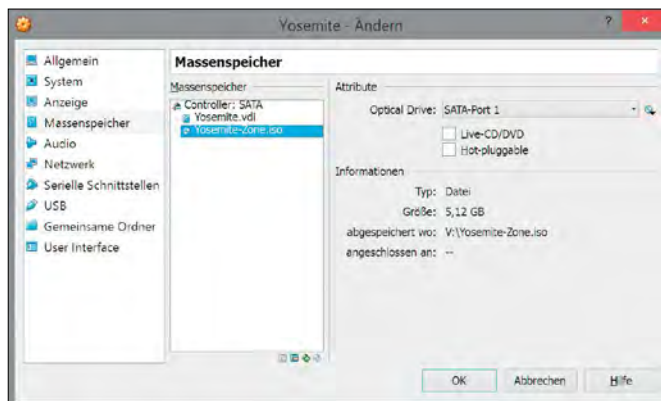 Yosemite - Ändern
?
×
Allgemein
System
Anzeige
Massenspeicher
Audio
Netzwerk
Serielle Schnittstellen
USB
Gemeinsame Ordner
User Interface
Massenspeicher
Massenspeicher
Controller: SATA
Yosemite.vdi
Yosemite-Zone.iso
Attribute
Optical Drive: SATA-Port 1
Live-CD/DVD
Hot-pluggable
Informationen
Typ: Datei
Größe: 5,12 GB
abgespeichert wo: V:\Yosemite-Zone.iso
angeschlossen an: --
OK Abbrechen Hilfe